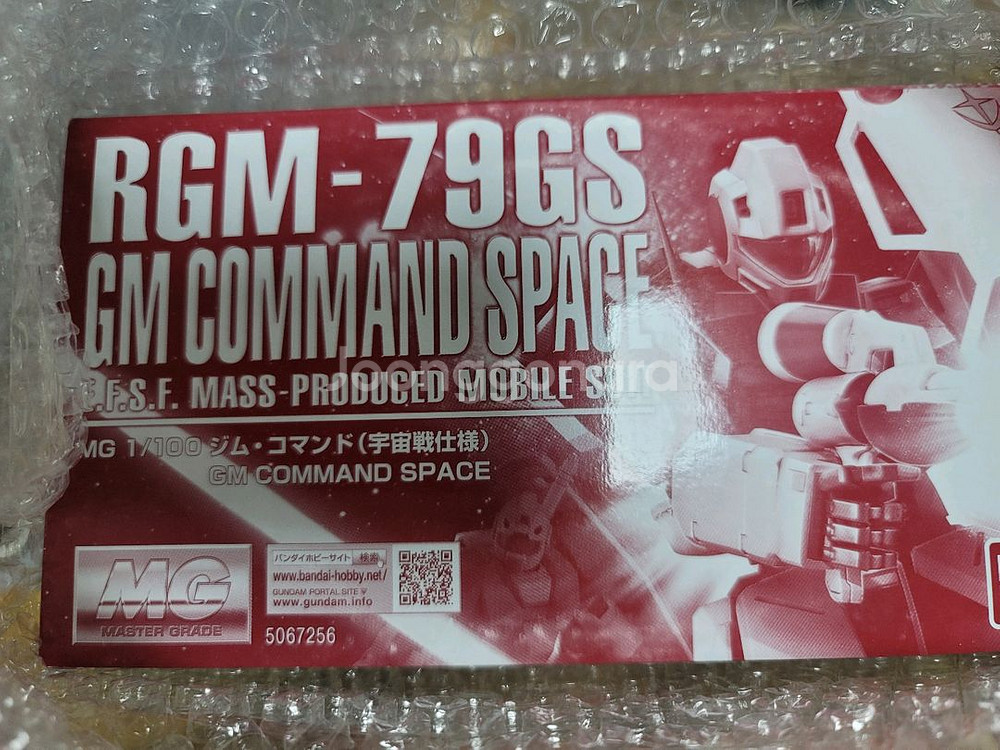 RGM-79GS
GM COMMAND SPACE
E.F.S.F. MASS-PRODUCED MOBILE S
MG 1/100 ジム・コマンド(宇宙戦仕様)
GM COMMAND SPACE
MG
MASTER GRADE
バンダイホビーサイト 検索
www.bandai-hobby.net/
GUNDAM PORTAL SITE
www.gundam.info
5067256
Joongonara